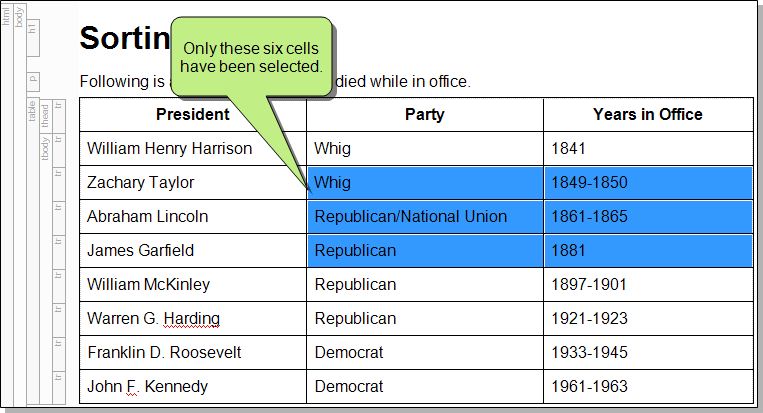 html
body
h1
p
table
thead
tbody
tr
tr
tr
tr
tr
tr
tr
tr
tr
Sortin
Only these six cells
have been selected.
Following is a died while in office.
President Party Years in Office
William Henry Harrison Whig 1841
Zachary Taylor Whig 1849-1850
Abraham Lincoln Republican/National Union 1861-1865
James Garfield Republican 1881
William McKinley Republican 1897-1901
Warren G. Harding Republican 1921-1923
Franklin D. Roosevelt Democrat 1933-1945
John F. Kennedy Democrat 1961-1963